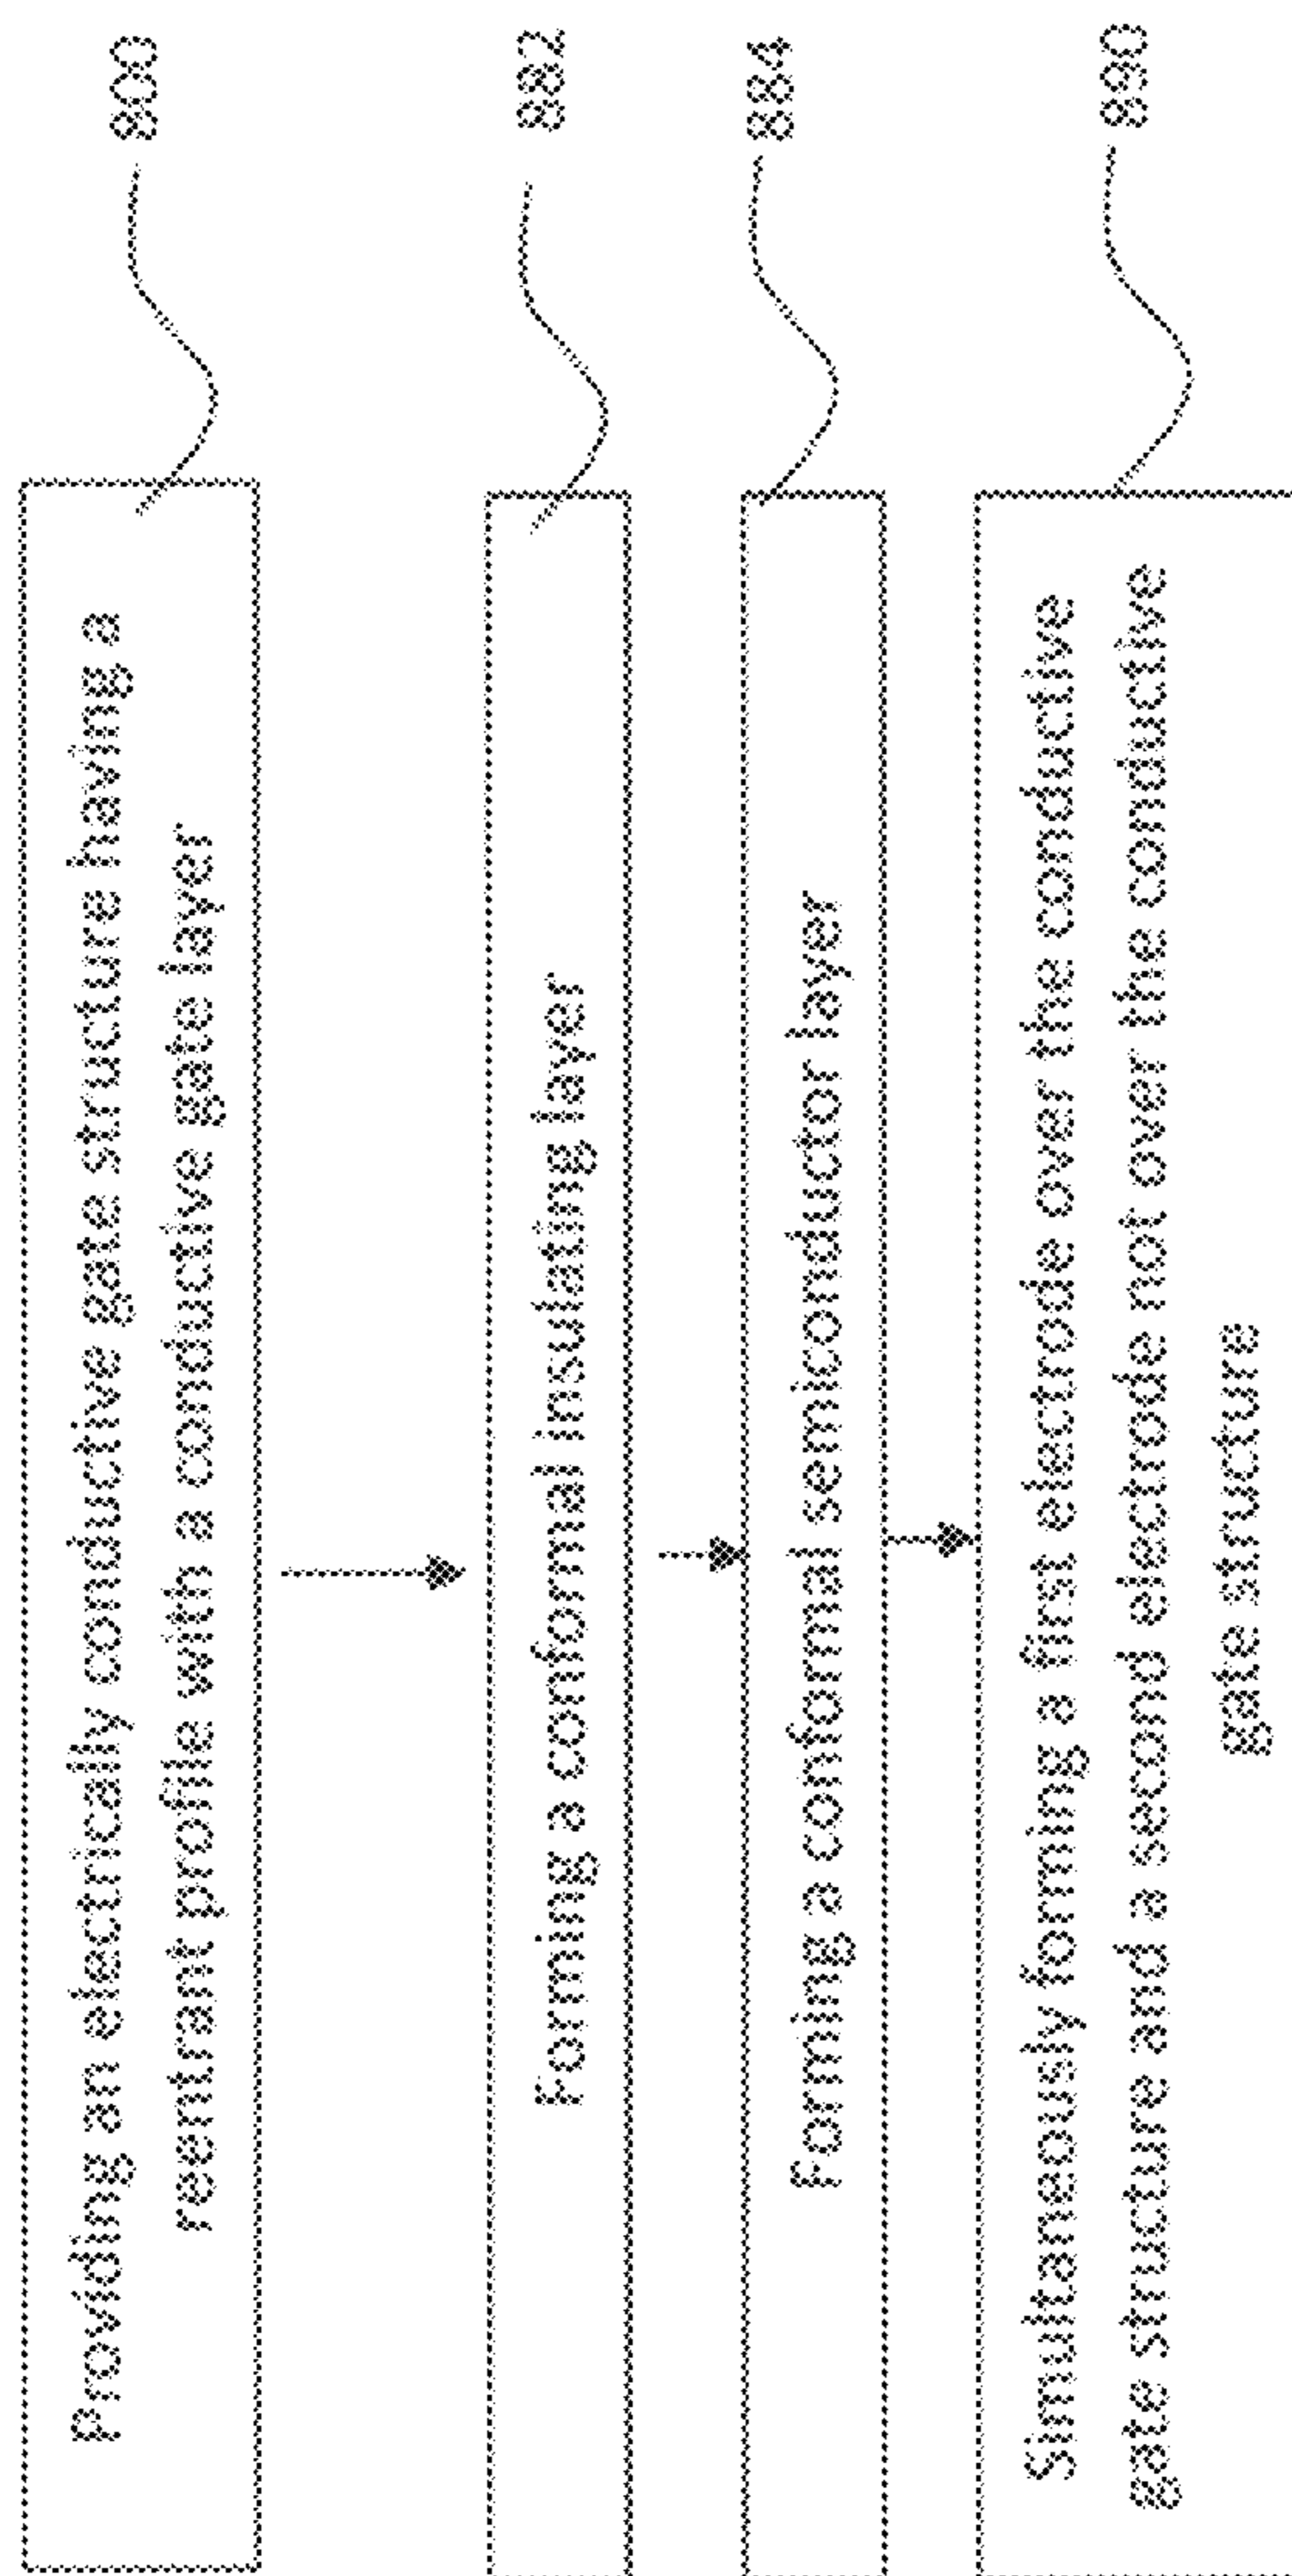 Providing an electrically conductive gate structure having a
reentrant profile with a conductive gate layer
800
Forming a conformal insulating layer
882
Forming a conformal semiconductor layer
884
Simultaneously forming a first electrode over the conductive
gate structure and a second electrode not over the conductive
gate structure
890